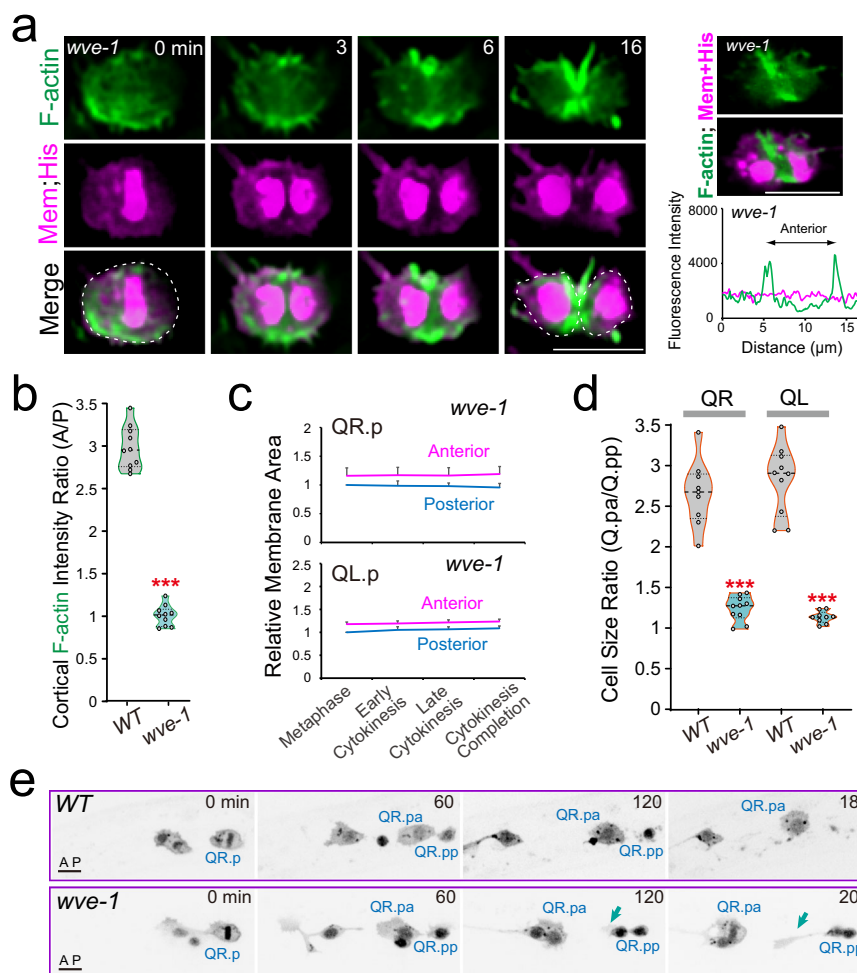 a
wve-1 0 min 3 6 16
F-actin
Mem;His
Merge
wve-1
F-actin; Mem+His
wve-1
Anterior
Fluorescence Intensity
8000
4000
0
0 5 10 15
Distance (µm)
b
Cortical F-actin Intensity Ratio (A/P)
3.5
3
2.5
2
1.5
1
0.5
0
***
WT wve-1
c
Relative Membrane Area
QR.p wve-1
2
1.5
1
0.5
0
Anterior
Posterior
QL.p wve-1
2
1.5
1
0.5
0
Anterior
Posterior
Metaphase
Early Cytokinesis
Late Cytokinesis
Cytokinesis Completion
d
QR QL
Cell Size Ratio (Q.pa/Q.pp)
3.5
3.0
2.5
2.0
1.5
1.0
0.5
0
*** ***
WT wve-1 WT wve-1
e
WT 0 min 60 120 18
QR.pa QR.pa QR.pa
QR.p QR.pp QR.pp
A P
wve-1 0 min 60 120 20
QR.pa QR.pa QR.pa
QR.p QR.pp QR.pp
A P